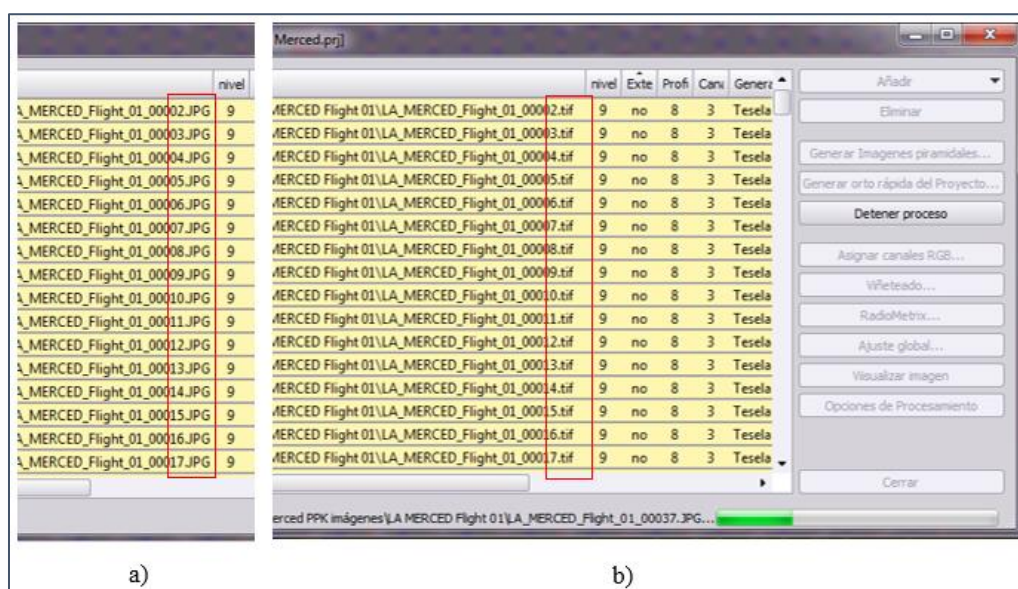 Merced.prj]
nivel
nivel Exte Profi Cani Genera
A_MERCED_Flight_01_00002.JPG 9
A_MERCED_Flight_01_00003.JPG 9
A_MERCED_Flight_01_00004.JPG 9
A_MERCED_Flight_01_00005.JPG 9
A_MERCED_Flight_01_00006.JPG 9
A_MERCED_Flight_01_00007.JPG 9
A_MERCED_Flight_01_00008.JPG 9
A_MERCED_Flight_01_00009.JPG 9
A_MERCED_Flight_01_00010.JPG 9
A_MERCED_Flight_01_00011.JPG 9
A_MERCED_Flight_01_00012.JPG 9
A_MERCED_Flight_01_00013.JPG 9
A_MERCED_Flight_01_00014.JPG 9
A_MERCED_Flight_01_00015.JPG 9
A_MERCED_Flight_01_00016.JPG 9
A_MERCED_Flight_01_00017.JPG 9
MERCED Flight 01\LA_MERCED_Flight_01_00002.tif 9 no 8 3 Tesela
MERCED Flight 01\LA_MERCED_Flight_01_00003.tif 9 no 8 3 Tesela
MERCED Flight 01\LA_MERCED_Flight_01_00004.tif 9 no 8 3 Tesela
MERCED Flight 01\LA_MERCED_Flight_01_00005.tif 9 no 8 3 Tesela
MERCED Flight 01\LA_MERCED_Flight_01_00006.tif 9 no 8 3 Tesela
MERCED Flight 01\LA_MERCED_Flight_01_00007.tif 9 no 8 3 Tesela
MERCED Flight 01\LA_MERCED_Flight_01_00008.tif 9 no 8 3 Tesela
MERCED Flight 01\LA_MERCED_Flight_01_00009.tif 9 no 8 3 Tesela
MERCED Flight 01\LA_MERCED_Flight_01_00010.tif 9 no 8 3 Tesela
MERCED Flight 01\LA_MERCED_Flight_01_00011.tif 9 no 8 3 Tesela
MERCED Flight 01\LA_MERCED_Flight_01_00012.tif 9 no 8 3 Tesela
MERCED Flight 01\LA_MERCED_Flight_01_00013.tif 9 no 8 3 Tesela
MERCED Flight 01\LA_MERCED_Flight_01_00014.tif 9 no 8 3 Tesela
MERCED Flight 01\LA_MERCED_Flight_01_00015.tif 9 no 8 3 Tesela
MERCED Flight 01\LA_MERCED_Flight_01_00016.tif 9 no 8 3 Tesela
MERCED Flight 01\LA_MERCED_Flight_01_00017.tif 9 no 8 3 Tesela
Añadir
Eliminar
Generar Imagenes piramidales...
Generar orto rápida del Proyecto...
Detener proceso
Asignar canales RGB...
Viñeteado...
RadioMetrix...
Ajuste global...
Visualizar imagen
Opciones de Procesamiento
Cerrar
erced PPK imágenes\LA MERCED Flight 01\LA_MERCED_Flight_01_00037.JPG...
a)
b)